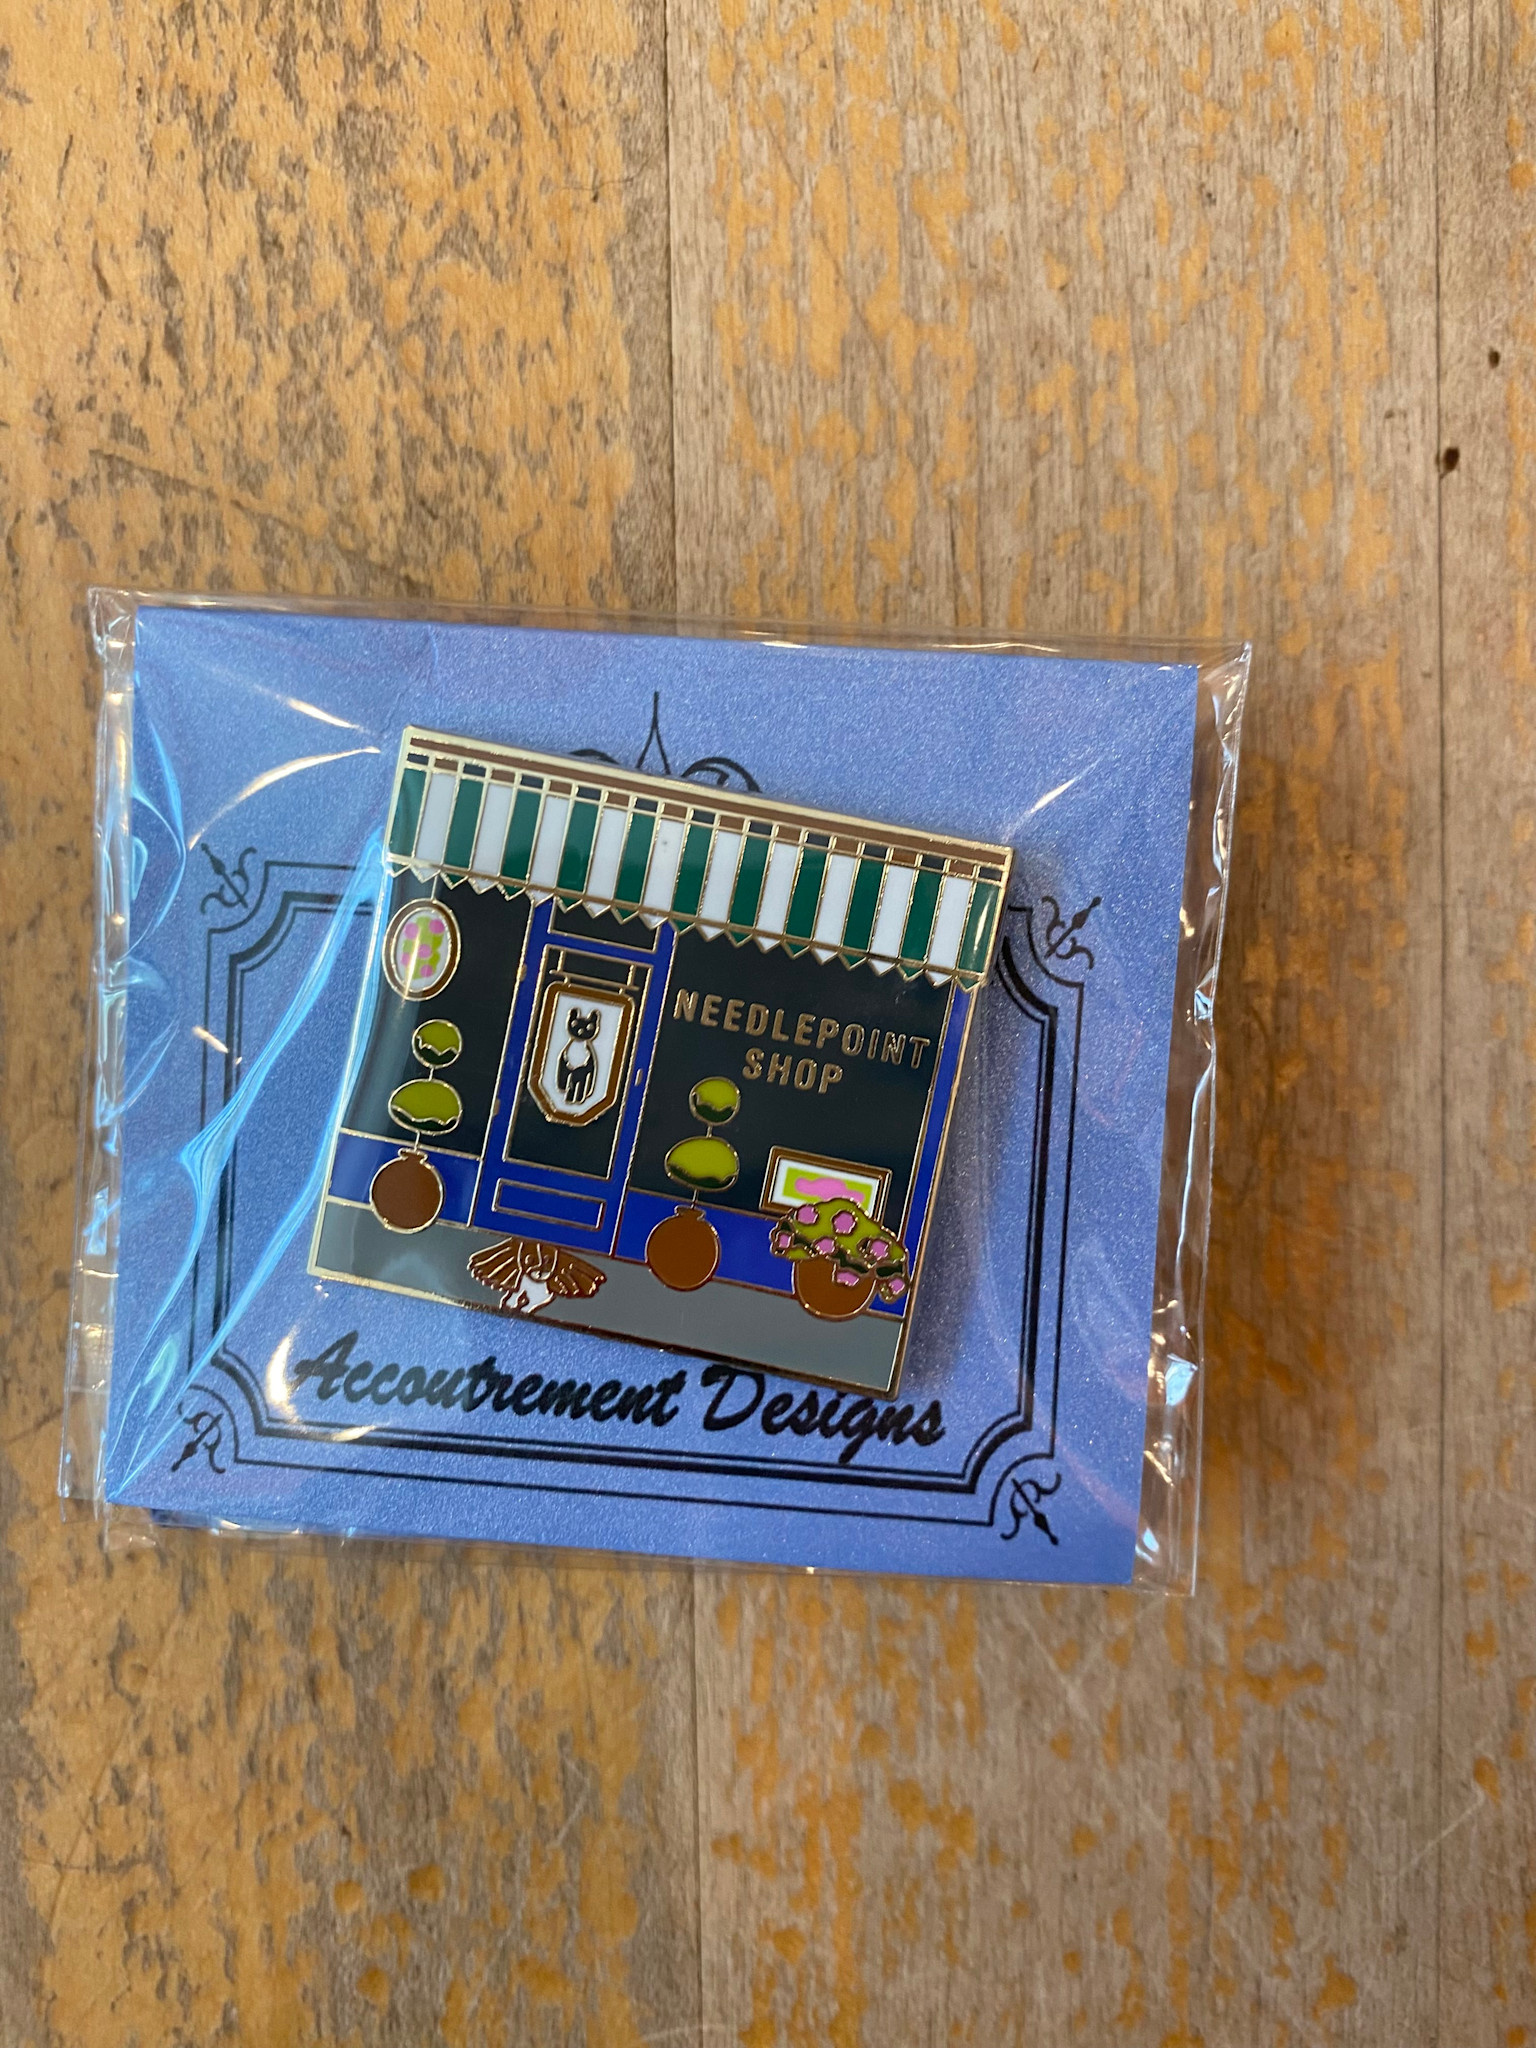 NEEDLEPOINT
SHOP
Accoutrement Designs